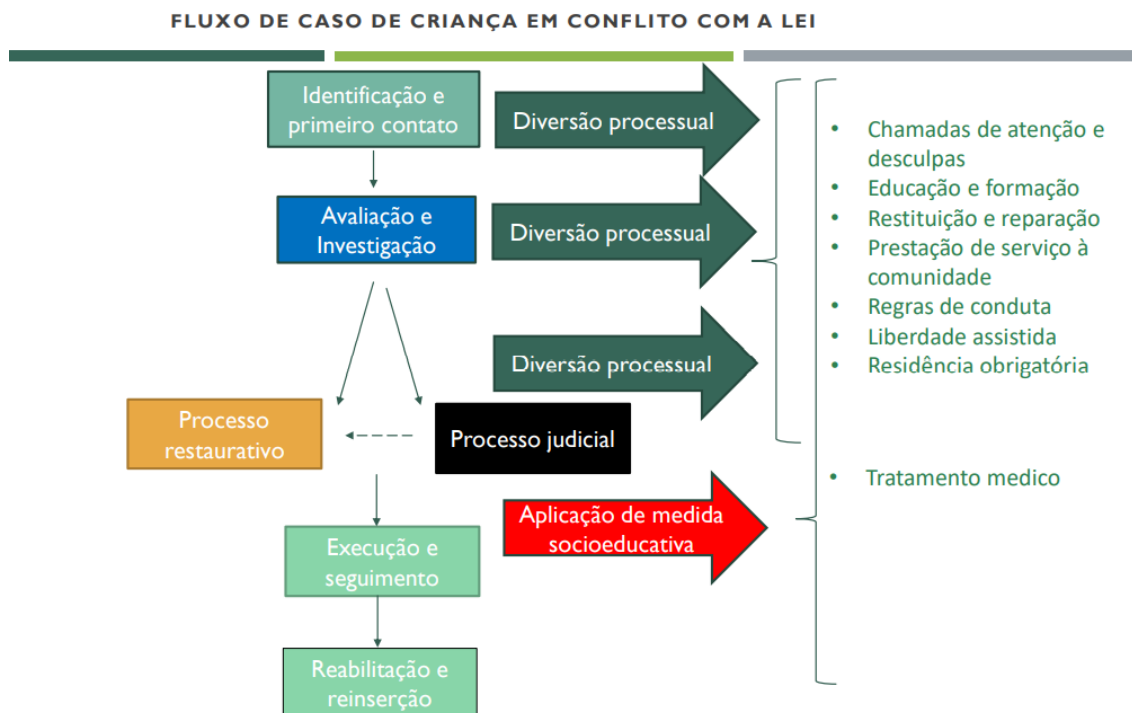 FLUXO DE CASO DE CRIANÇA EM CONFLITO COM A LEI
Identificação e
primeiro contato
Diversão processual
Avaliação e
Investigação
Diversão processual
Diversão processual
Processo
restaurativo
Processo judicial
Aplicação de medida
socioeducativa
Execução e
seguimento
Reabilitação e
reinserção
• Chamadas de atenção e
desculpas
• Educação e formação
• Restituição e reparação
• Prestação de serviço à
comunidade
• Regras de conduta
• Liberdade assistida
• Residência obrigatória
• Tratamento medico